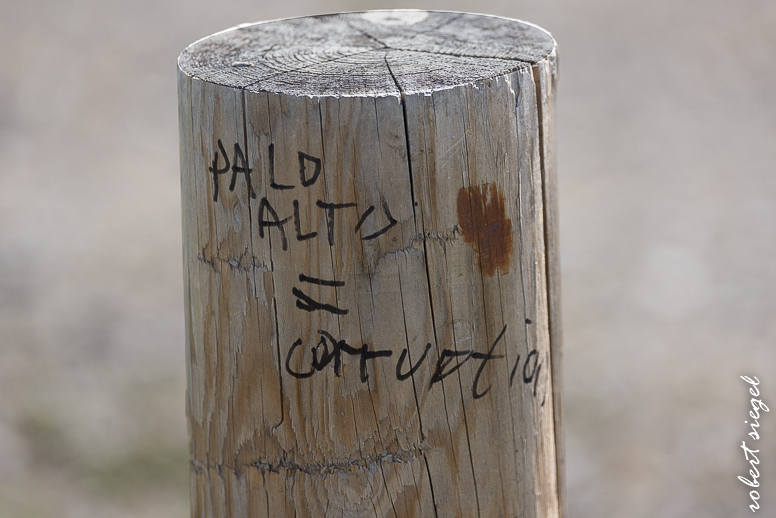 PALO
ALTO
=
corruption
robert siegel